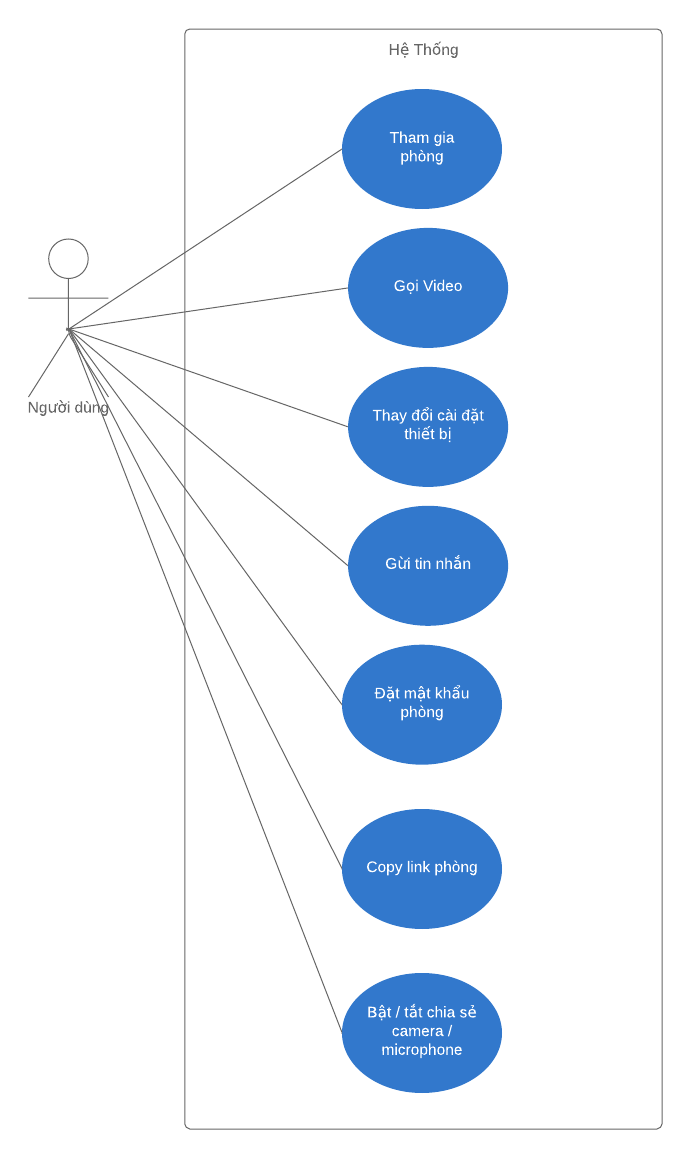 Hệ Thống
Tham gia
phòng
Gọi Video
Thay đổi cài đặt
thiết bị
Người dùng
Gừi tin nhắn
Đặt mật khẩu
phòng
Copy link phòng
Bật / tắt chia sẻ
camera /
microphone